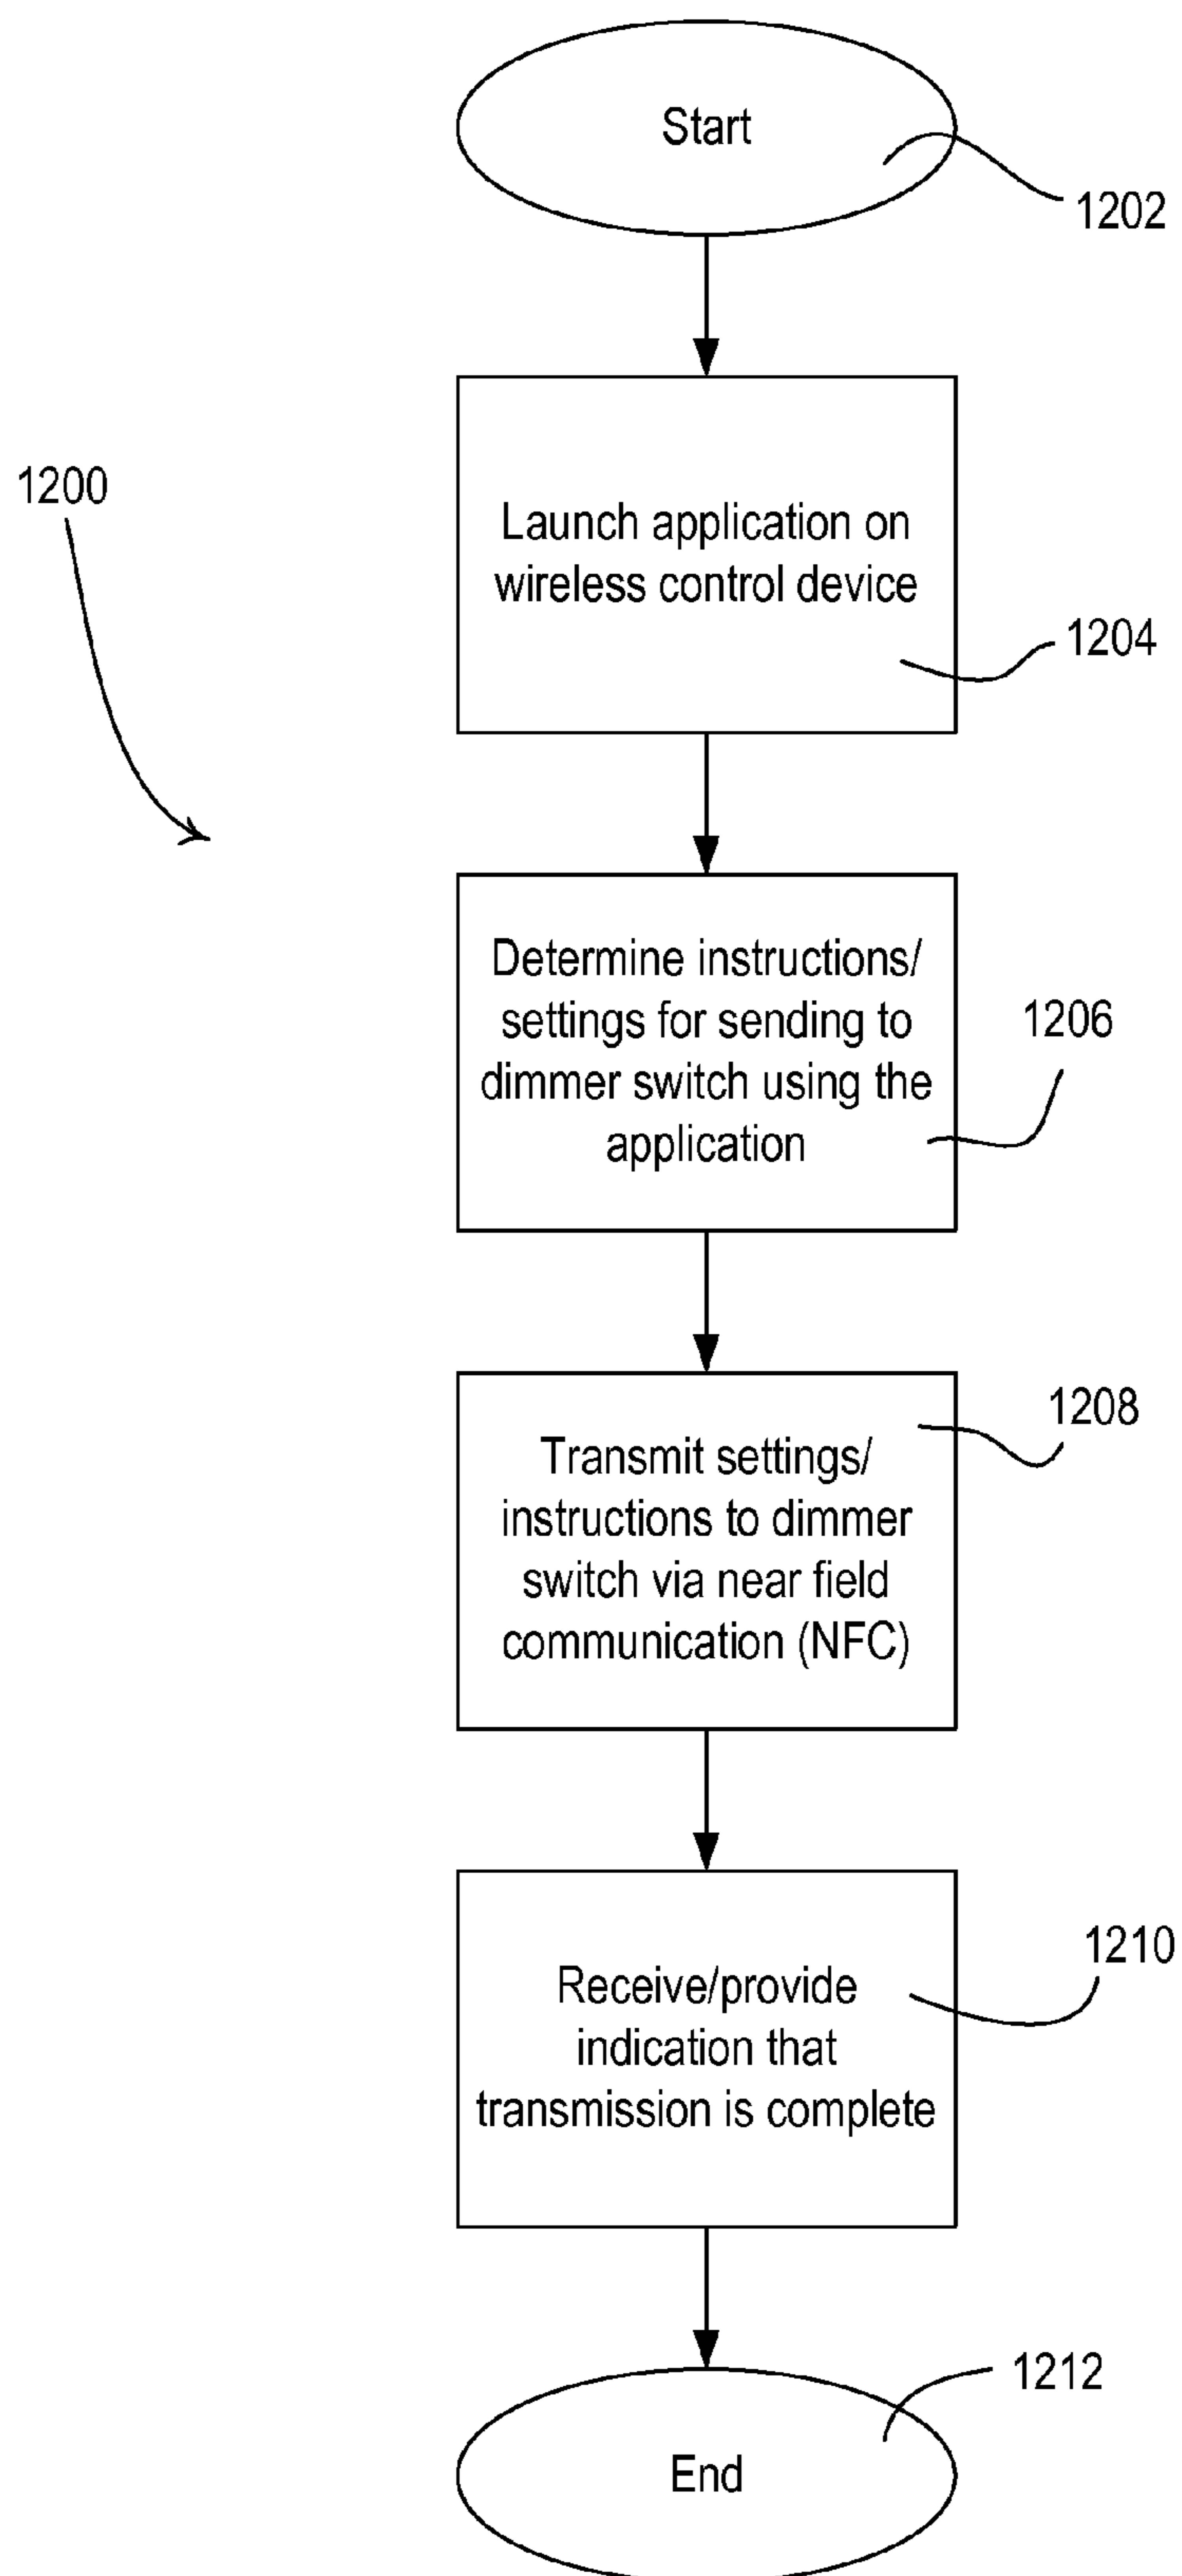 Start
1202
1200
Launch application on
wireless control device
1204
Determine instructions/
settings for sending to
dimmer switch using the
application
1206
Transmit settings/
instructions to dimmer
switch via near field
communication (NFC)
1208
Receive/provide
indication that
transmission is complete
1210
End
1212